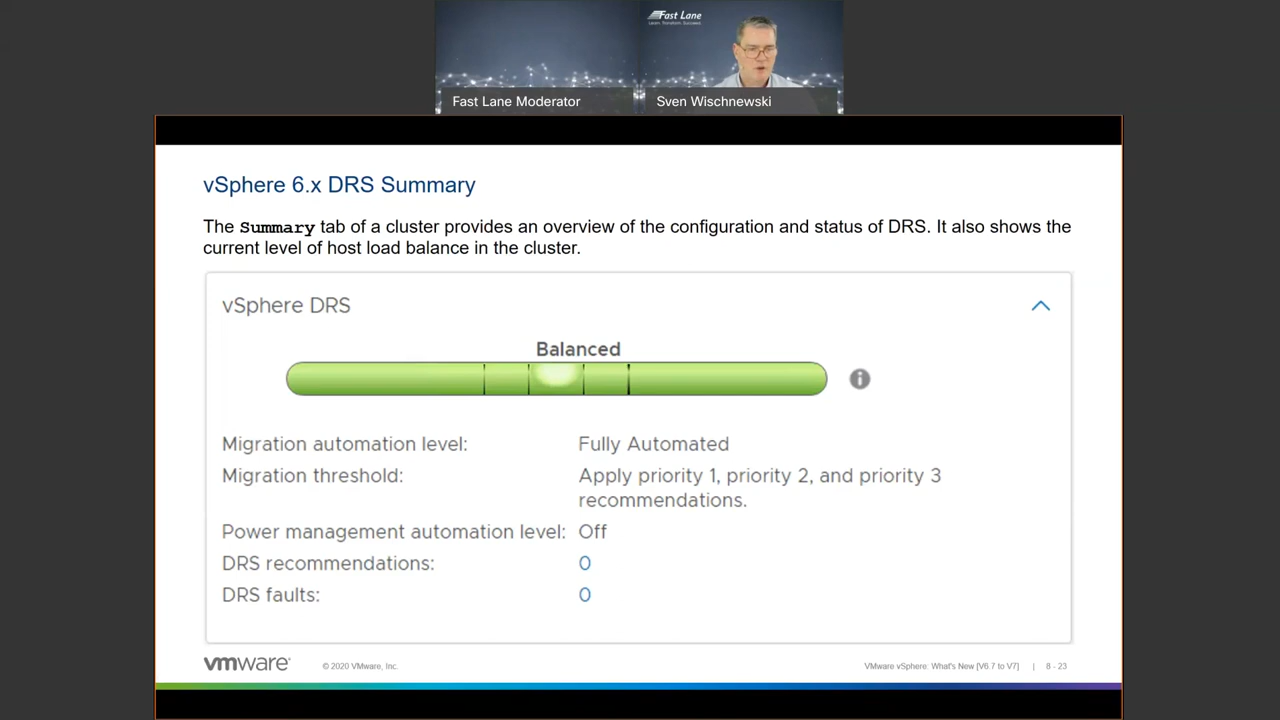 Fast Lane
Fast Lane Moderator
Sven Wischnewski
vSphere 6.x DRS Summary
The Summary tab of a cluster provides an overview of the configuration and status of DRS. It also shows the
current level of host load balance in the cluster.
vSphere DRS
Balanced
Migration automation level: Fully Automated
Migration threshold: Apply priority 1, priority 2, and priority 3
recommendations.
Power management automation level: Off
DRS recommendations: 0
DRS faults: 0
vmware® © 2020 VMware, Inc. VMware vSphere: What's New [V6.7 to V7] | 8 - 23